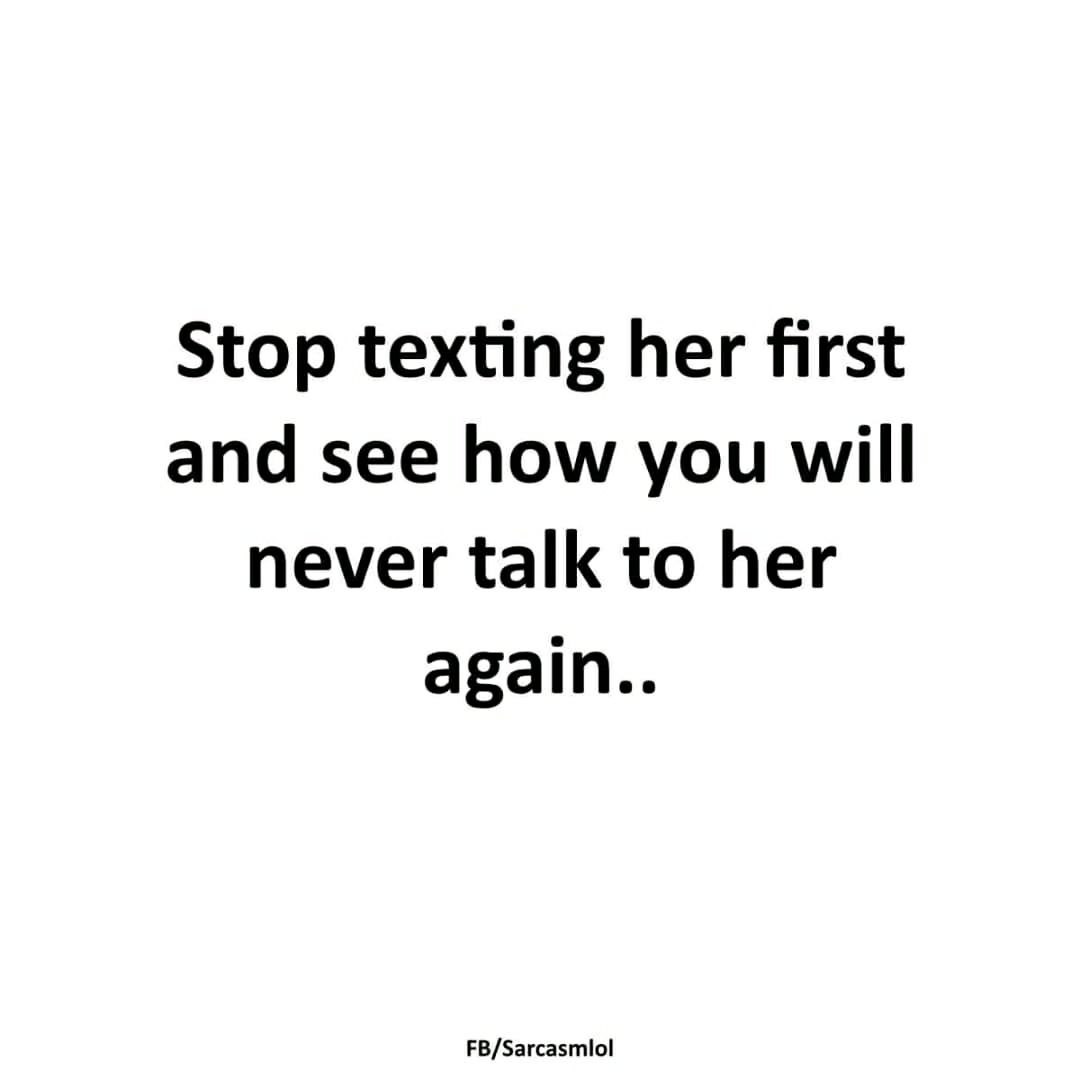 Stop texting her first
and see how you will
never talk to her
again..
FB/Sarcasmlol